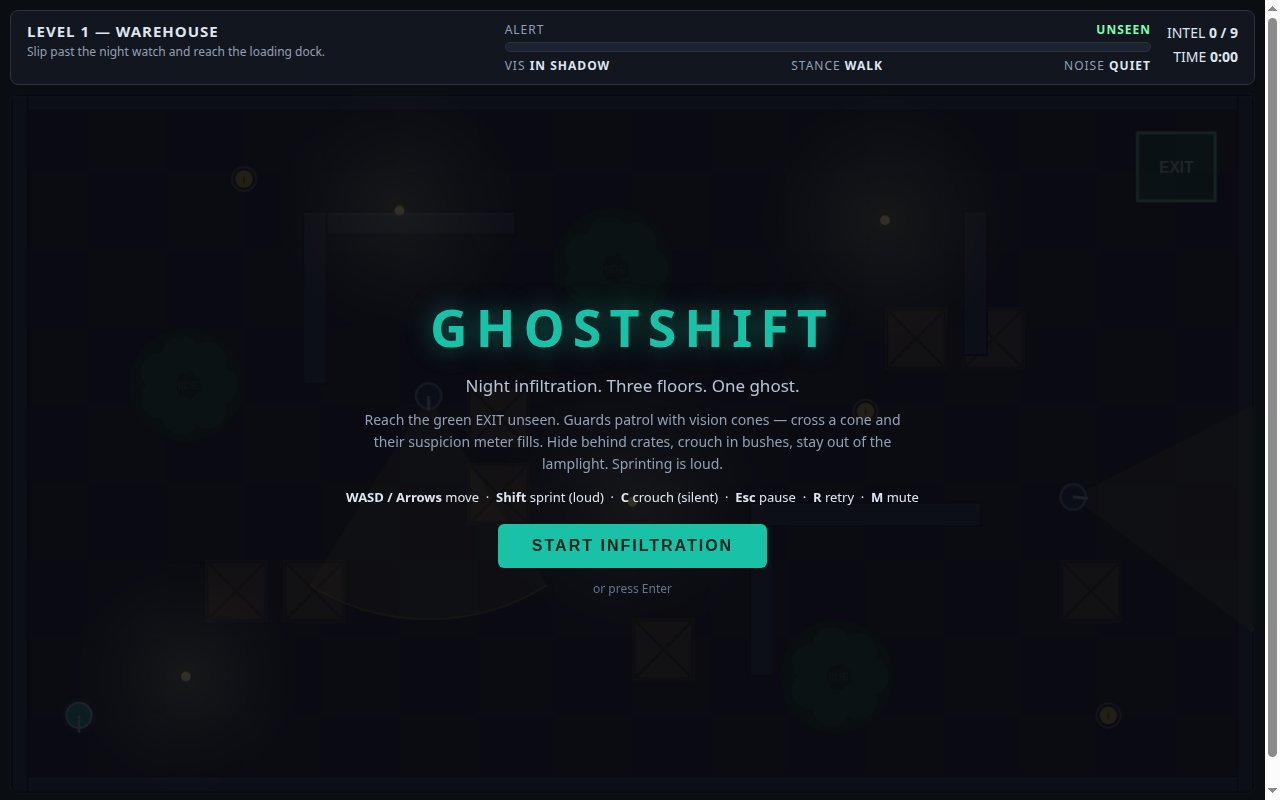 LEVEL 1 — WAREHOUSE
Slip past the night watch and reach the loading dock.
ALERT UNSEEN
VIS IN SHADOW STANCE WALK NOISE QUIET
INTEL 0 / 9
TIME 0:00
EXIT
GHOSTSHIFT
Night infiltration. Three floors. One ghost.
Reach the green EXIT unseen. Guards patrol with vision cones — cross a cone and
their suspicion meter fills. Hide behind crates, crouch in bushes, stay out of the
lamplight. Sprinting is loud.
WASD / Arrows move · Shift sprint (loud) · C crouch (silent) · Esc pause · R retry · M mute
START INFILTRATION
or press Enter